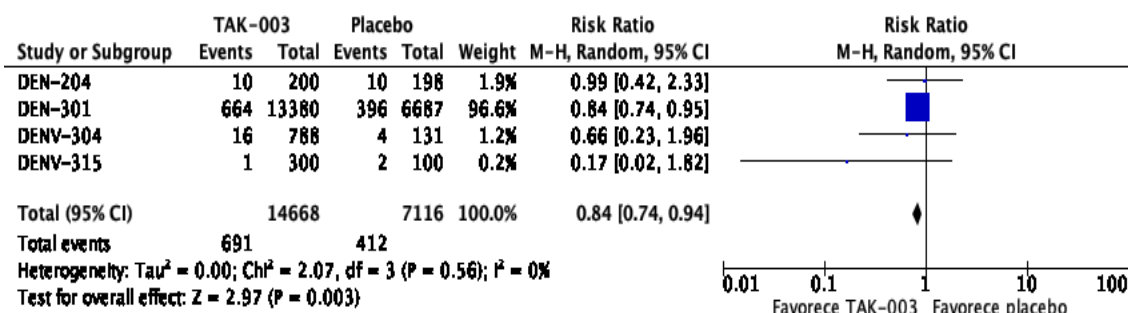 TAK-003 Placebo Risk Ratio Risk Ratio
Study or Subgroup Events Total Events Total Weight M-H, Random, 95% CI M-H, Random, 95% CI
DEN-204 10 200 10 198 1.9% 0.99 [0.42, 2.33]
DEN-301 664 13380 396 6687 96.6% 0.84 [0.74, 0.95]
DENV-304 16 788 4 131 1.2% 0.66 [0.23, 1.96]
DENV-315 1 300 2 100 0.2% 0.17 [0.02, 1.82]
Total (95% CI) 14668 7116 100.0% 0.84 [0.74, 0.94]
Total events 691 412
Heterogeneity: Tau² = 0.00; Chi² = 2.07, df = 3 (P = 0.56); I² = 0%
Test for overall effect: Z = 2.97 (P = 0.003)
0.01 0.1 1 10 100
Favorece TAK-003 Favorece placebo